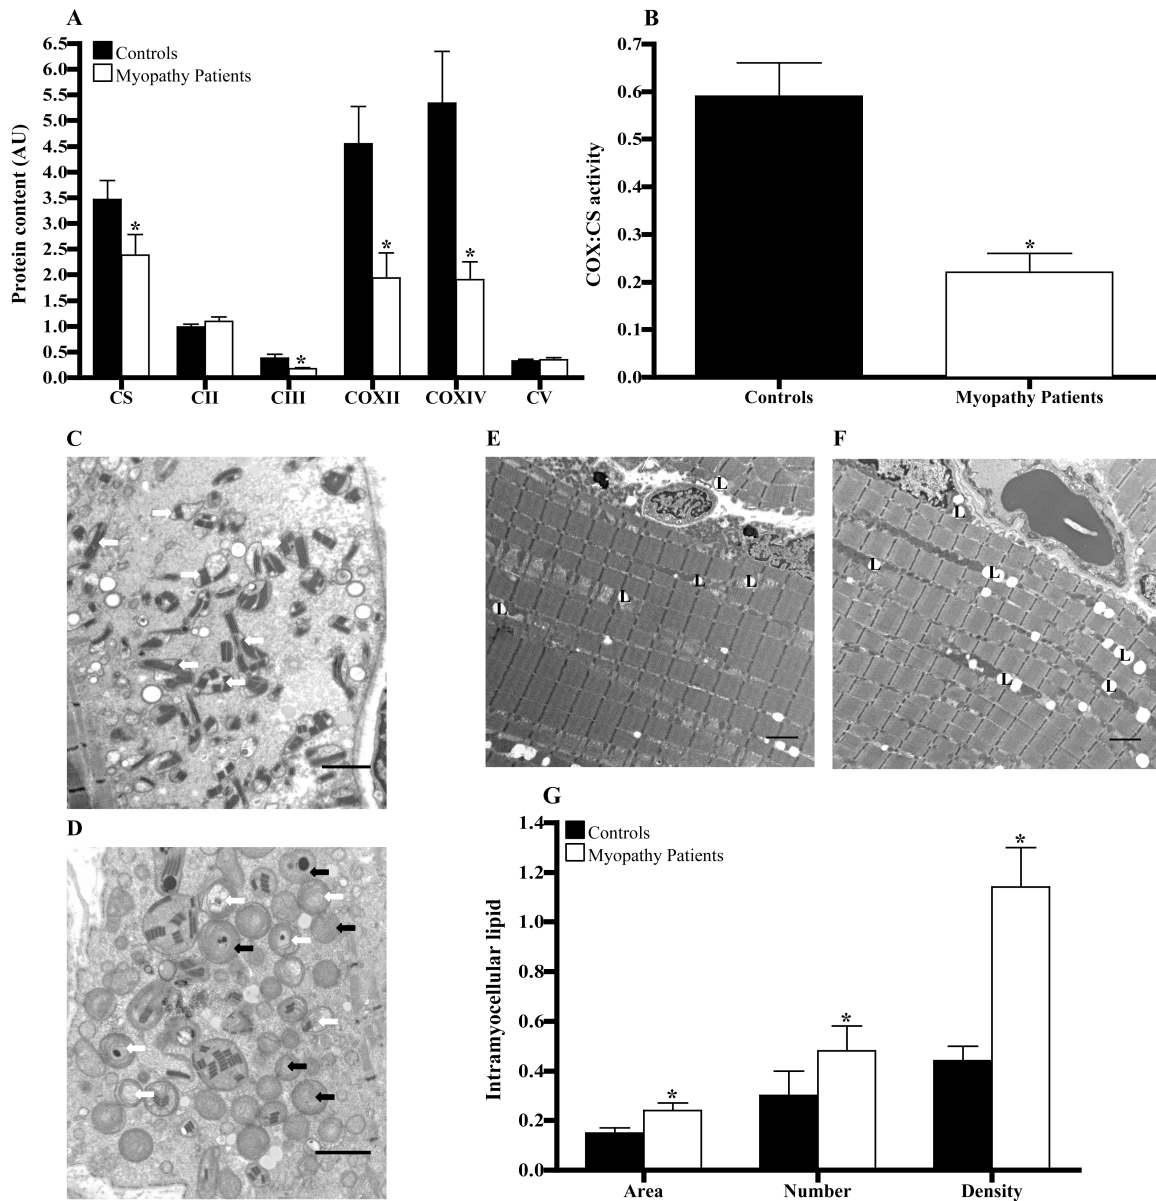 A
6.5
6.0
5.5
5.0
4.5
4.0
3.5
3.0
2.5
2.0
1.5
1.0
0.5
0.0
Protein content (AU)
Controls
Myopathy Patients
*
*
*
*
CS CII CIII COXII COXIV CV
B
0.7
0.6
0.5
0.4
0.3
0.2
0.1
0.0
COX:CS activity
*
Controls Myopathy Patients
C
D
E
L
L
L
L
L
F
L
L
L
L
L
L
G
1.4
1.2
1.0
0.8
0.6
0.4
0.2
0.0
Intramyocellular lipid
Controls
Myopathy Patients
*
*
*
Area Number Density